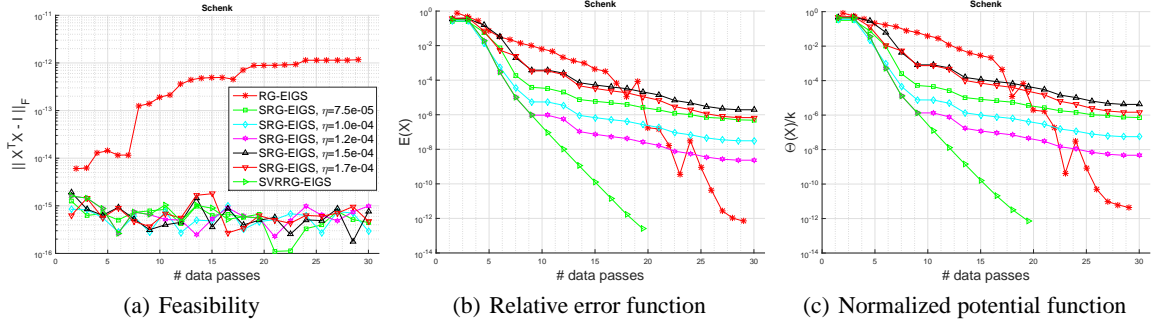 Schenk
10^-11
10^-12
10^-13
10^-14
10^-15
10^-16
|| X^T X - I ||_F
RG-EIGS
SRG-EIGS, η=7.5e-05
SRG-EIGS, η=1.0e-04
SRG-EIGS, η=1.2e-04
SRG-EIGS, η=1.5e-04
SRG-EIGS, η=1.7e-04
SVRRG-EIGS
0 5 10 15 20 25 30
# data passes
(a) Feasibility
Schenk
10^0
10^-2
10^-4
10^-6
10^-8
10^-10
10^-12
10^-14
E(X)
0 5 10 15 20 25 30
# data passes
(b) Relative error function
Schenk
10^0
10^-2
10^-4
10^-6
10^-8
10^-10
10^-12
10^-14
Θ(X)/k
0 5 10 15 20 25 30
# data passes
(c) Normalized potential function